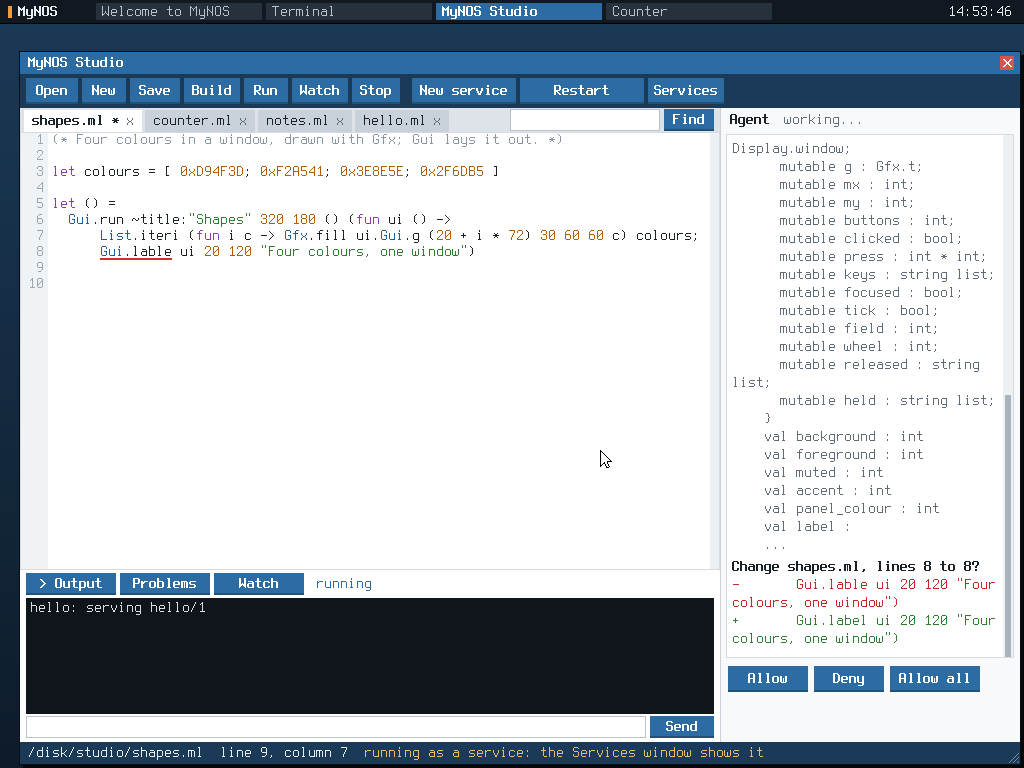 MyNOS Welcome to MyNOS Terminal MyNOS Studio Counter 14:53:46
MyNOS Studio
Open New Save Build Run Watch Stop New service Restart Services
shapes.ml * × counter.ml × notes.ml × hello.ml × Find
1 (* Four colours in a window, drawn with Gfx; Gui lays it out. *)
2
3 let colours = [ 0xD94F3D; 0xF2A541; 0x3E8E5E; 0x2F6DB5 ]
4
5 let () =
6 Gui.run ~title:"Shapes" 320 180 () (fun ui () ->
7 List.iteri (fun i c -> Gfx.fill ui.Gui.g (20 + i * 72) 30 60 60 c) colours;
8 Gui.lable ui 20 120 "Four colours, one window")
9
10
> Output Problems Watch running
hello: serving hello/1
Send
Agent working...
Display.window;
mutable g : Gfx.t;
mutable mx : int;
mutable my : int;
mutable buttons : int;
mutable clicked : bool;
mutable press : int * int;
mutable keys : string list;
mutable focused : bool;
mutable tick : bool;
mutable field : int;
mutable wheel : int;
mutable released : string
list;
mutable held : string list;
}
val background : int
val foreground : int
val muted : int
val accent : int
val panel_colour : int
val label :
...
Change shapes.ml, lines 8 to 8?
- Gui.lable ui 20 120 "Four
colours, one window")
+ Gui.label ui 20 120 "Four
colours, one window")
Allow Deny Allow all
/disk/studio/shapes.ml line 9, column 7 running as a service: the Services window shows it